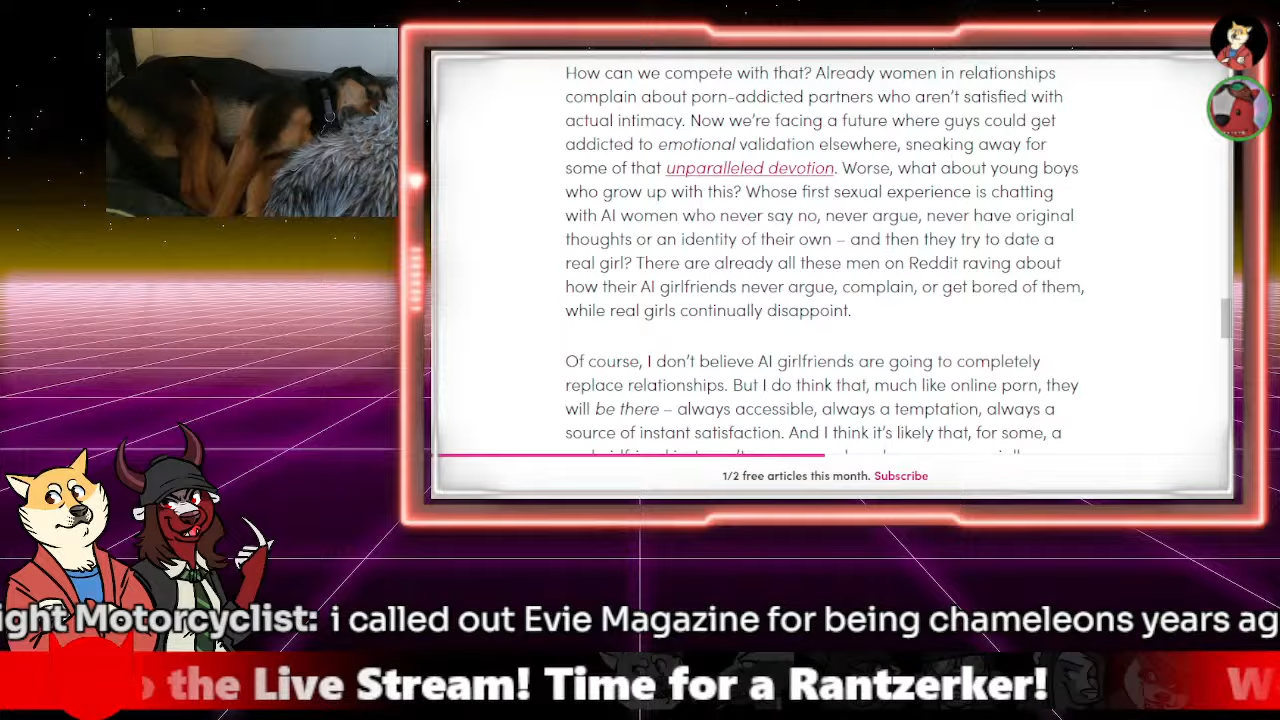 How can we compete with that? Already women in relationships
complain about porn-addicted partners who aren't satisfied with
actual intimacy. Now we're facing a future where guys could get
addicted to emotional validation elsewhere, sneaking away for
some of that unparalleled devotion. Worse, what about young boys
who grow up with this? Whose first sexual experience is chatting
with AI women who never say no, never argue, never have original
thoughts or an identity of their own – and then they try to date a
real girl? There are already all these men on Reddit raving about
how their AI girlfriends never argue, complain, or get bored of them,
while real girls continually disappoint.
Of course, I don't believe AI girlfriends are going to completely
replace relationships. But I do think that, much like online porn, they
will be there – always accessible, always a temptation, always a
source of instant satisfaction. And I think it's likely that, for some, a
1/2 free articles this month. Subscribe
ight Motorcyclist: i called out Evie Magazine for being chameleons years ag
the Live Stream! Time for a Rantzerker! W